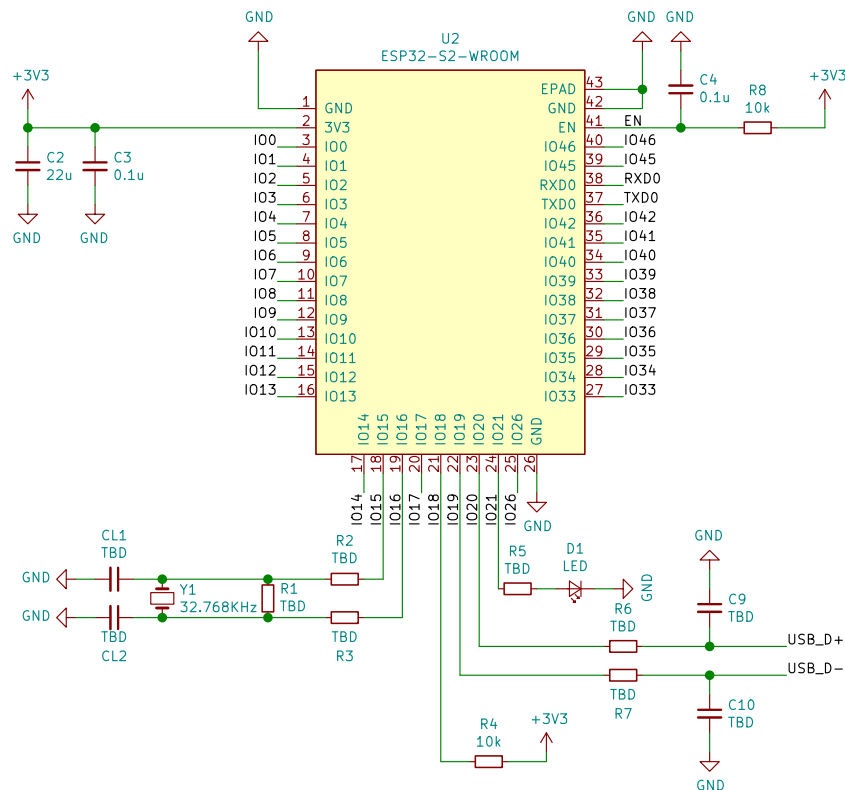 GND
GND
GND
GND
U2
ESP32-S2-WROOM
+3V3
C4
0.1u
R8
10k
+3V3
C2
22u
C3
0.1u
GND
GND
1 GND
2 3V3
IO0 3 IO0
IO1 4 IO1
IO2 5 IO2
IO3 6 IO3
IO4 7 IO4
IO5 8 IO5
IO6 9 IO6
IO7 10 IO7
IO8 11 IO8
IO9 12 IO9
IO10 13 IO10
IO11 14 IO11
IO12 15 IO12
IO13 16 IO13
EPAD 43
GND 42
EN 41 EN
IO46 40 IO46
IO45 39 IO45
RXD0 38 RXD0
TXD0 37 TXD0
IO42 36 IO42
IO41 35 IO41
IO40 34 IO40
IO39 33 IO39
IO38 32 IO38
IO37 31 IO37
IO36 30 IO36
IO35 29 IO35
IO34 28 IO34
IO33 27 IO33
IO14 17 IO14
IO15 18 IO15
IO16 19 IO16
IO17 20 IO17
IO18 21 IO18
IO19 22 IO19
IO20 23 IO20
IO21 24 IO21
IO26 25 IO26
GND 26
GND
CL1
TBD
GND
GND
TBD
CL2
Y1
32.768KHz
R1
TBD
R2
TBD
TBD
R3
R5
TBD
D1
LED
GND
R6
TBD
TBD
R7
GND
C9
TBD
USB_D+
USB_D-
C10
TBD
GND
R4
10k
+3V3